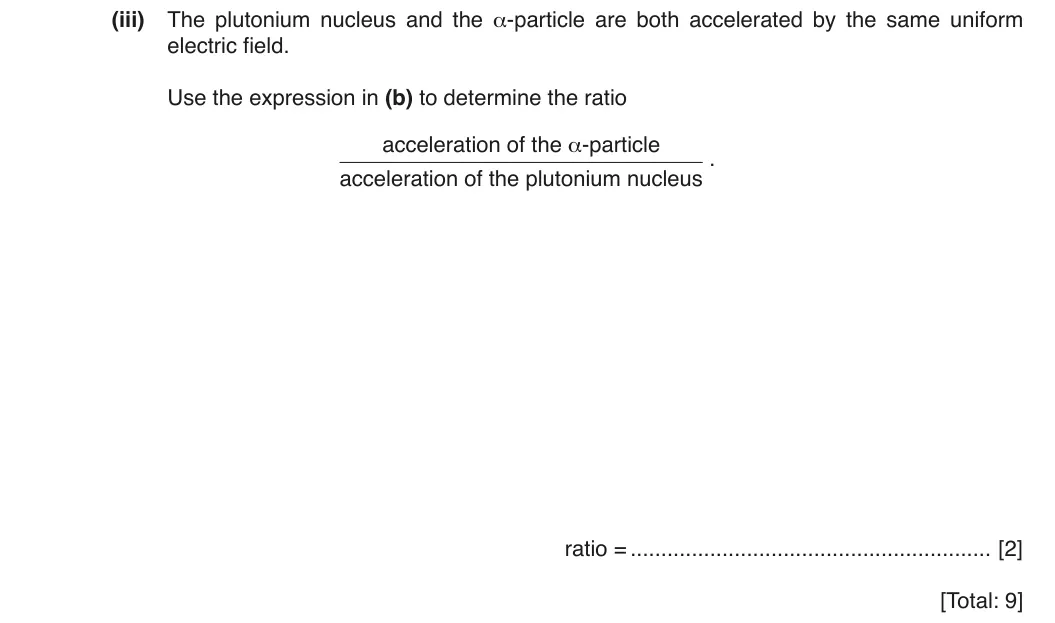 (iii) The plutonium nucleus and the α-particle are both accelerated by the same uniform
electric field.
Use the expression in (b) to determine the ratio
acceleration of the α-particle
acceleration of the plutonium nucleus .
ratio = ........................................................... [2]
[Total: 9]